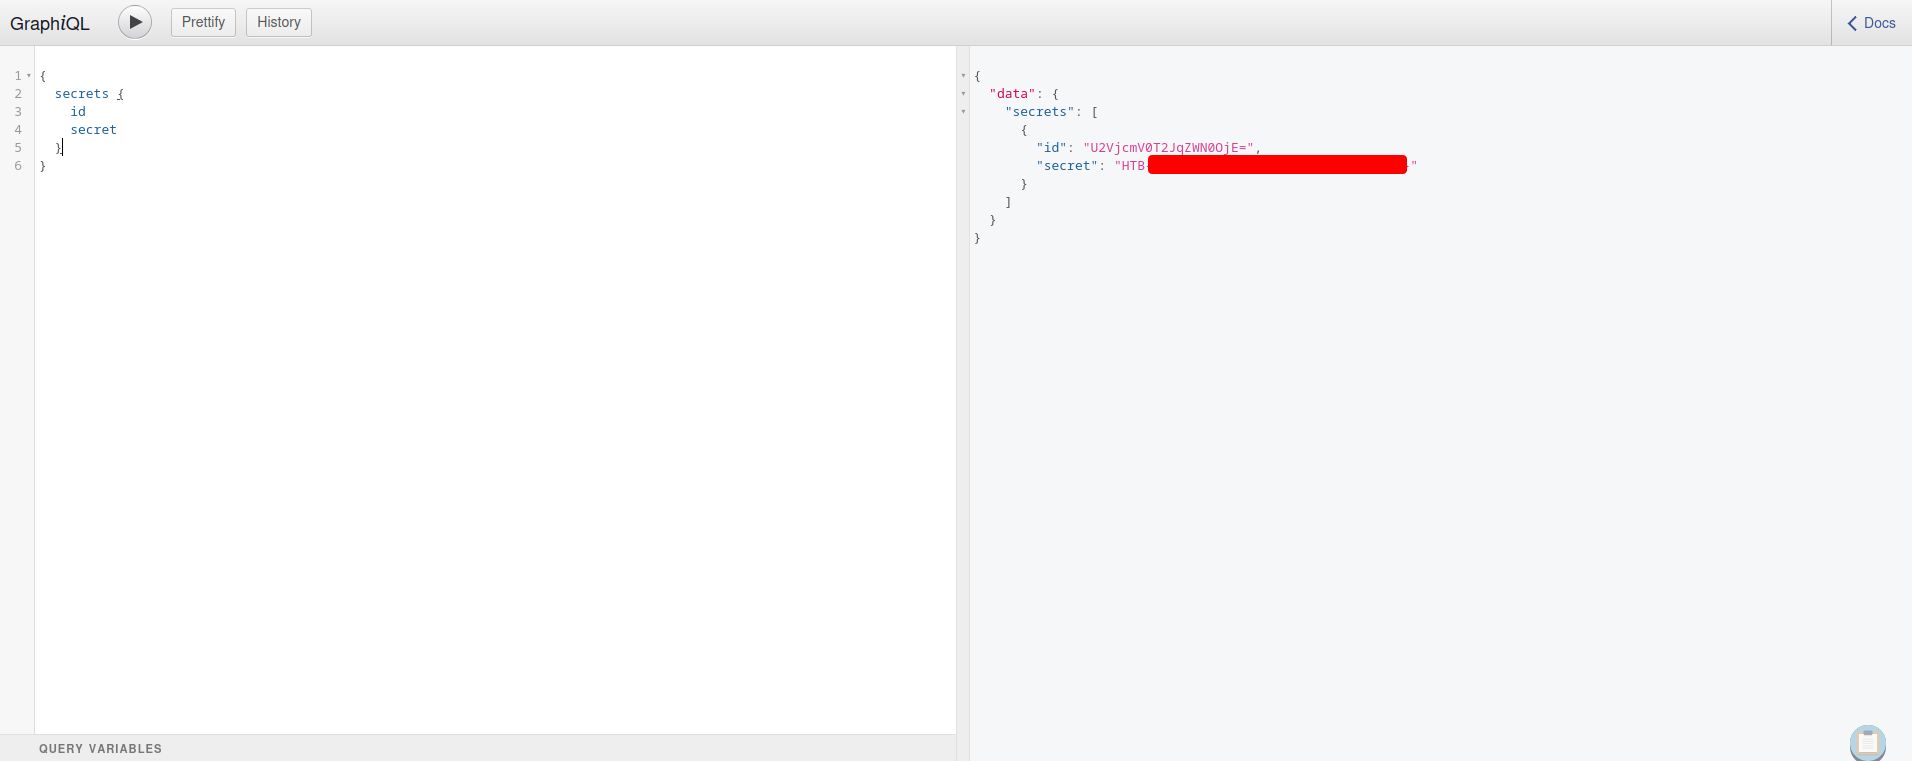 GraphiQL Prettify History Docs
1 {
2 secrets {
3 id
4 secret
5 }
6 }
{
"data": {
"secrets": [
{
"id": "U2VjcmV0T2JqZWN0OjE=",
"secret": "HTB "
}
]
}
}
QUERY VARIABLES